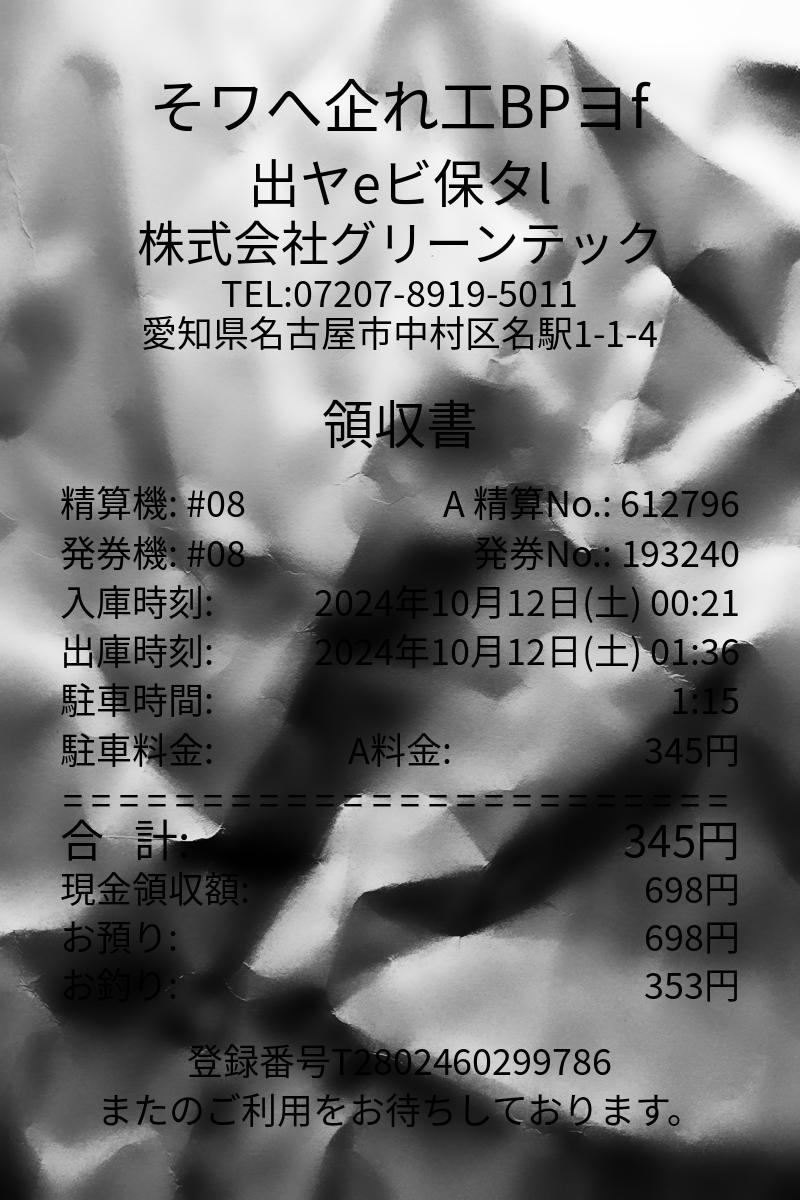 そワヘ企れ工BPヨf
出ヤeビ保タl
株式会社グリーンテック
TEL:07207-8919-5011
愛知県名古屋市中村区名駅1-1-4
領収書
精算機: #08 A 精算No.: 612796
発券機: #08 発券No.: 193240
入庫時刻: 2024年10月12日(土) 00:21
出庫時刻: 2024年10月12日(土) 01:36
駐車時間: 1:15
駐車料金: A料金: 345円
========================
合 計: 345円
現金領収額: 698円
お預り: 698円
お釣り: 353円
登録番号T2802460299786
またのご利用をお待ちしております。